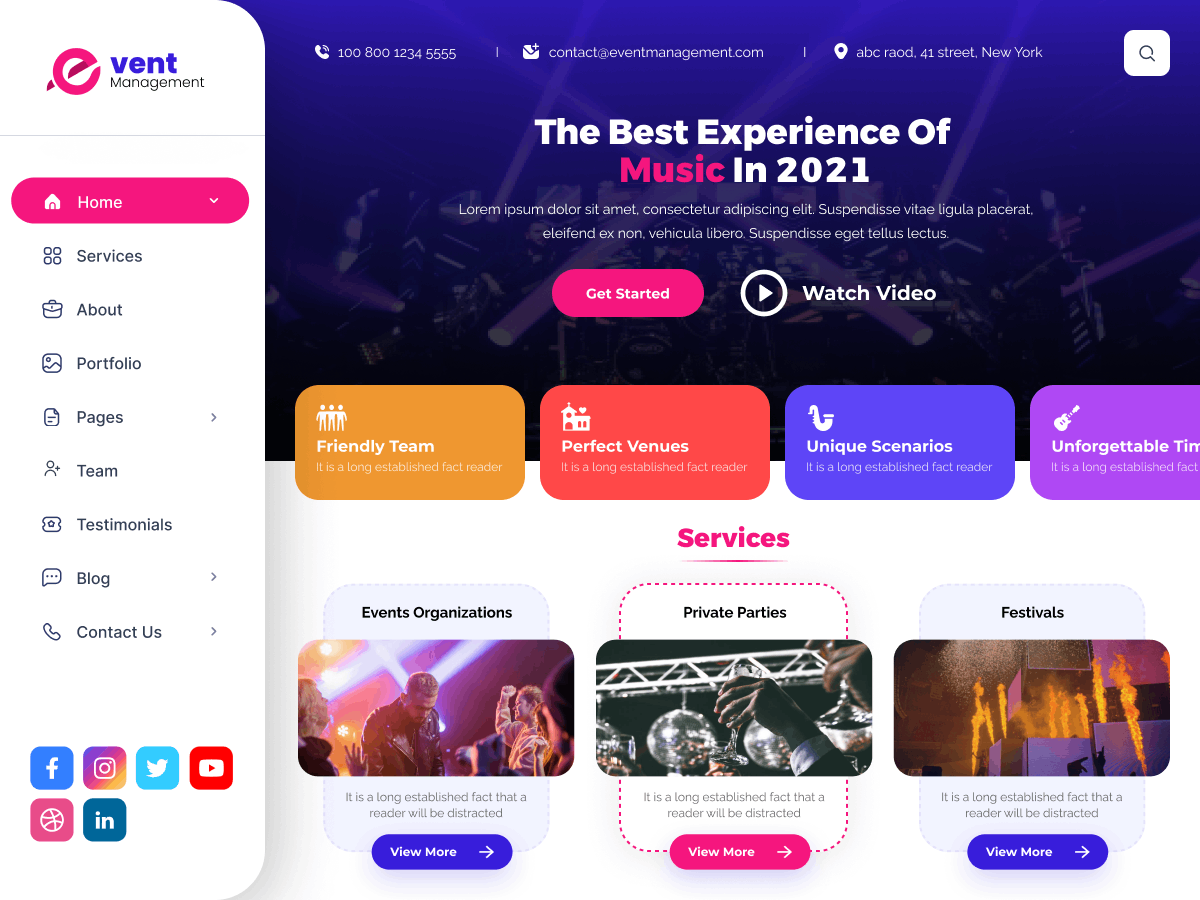 event
Management
Home
Services
About
Portfolio
Pages
Team
Testimonials
Blog
Contact Us
100 800 1234 5555 | contact@eventmanagement.com | abc raod, 41 street, New York
The Best Experience Of
Music In 2021
Lorem ipsum dolor sit amet, consectetur adipiscing elit. Suspendisse vitae ligula placerat,
eleifend ex non, vehicula libero. Suspendisse eget tellus lectus.
Get Started
Watch Video
Friendly Team
It is a long established fact reader
Perfect Venues
It is a long established fact reader
Unique Scenarios
It is a long established fact reader
Unforgettable Tim
It is a long established fact
Services
Events Organizations
It is a long established fact that a
reader will be distracted
View More
Private Parties
It is a long established fact that a
reader will be distracted
View More
Festivals
It is a long established fact that a
reader will be distracted
View More